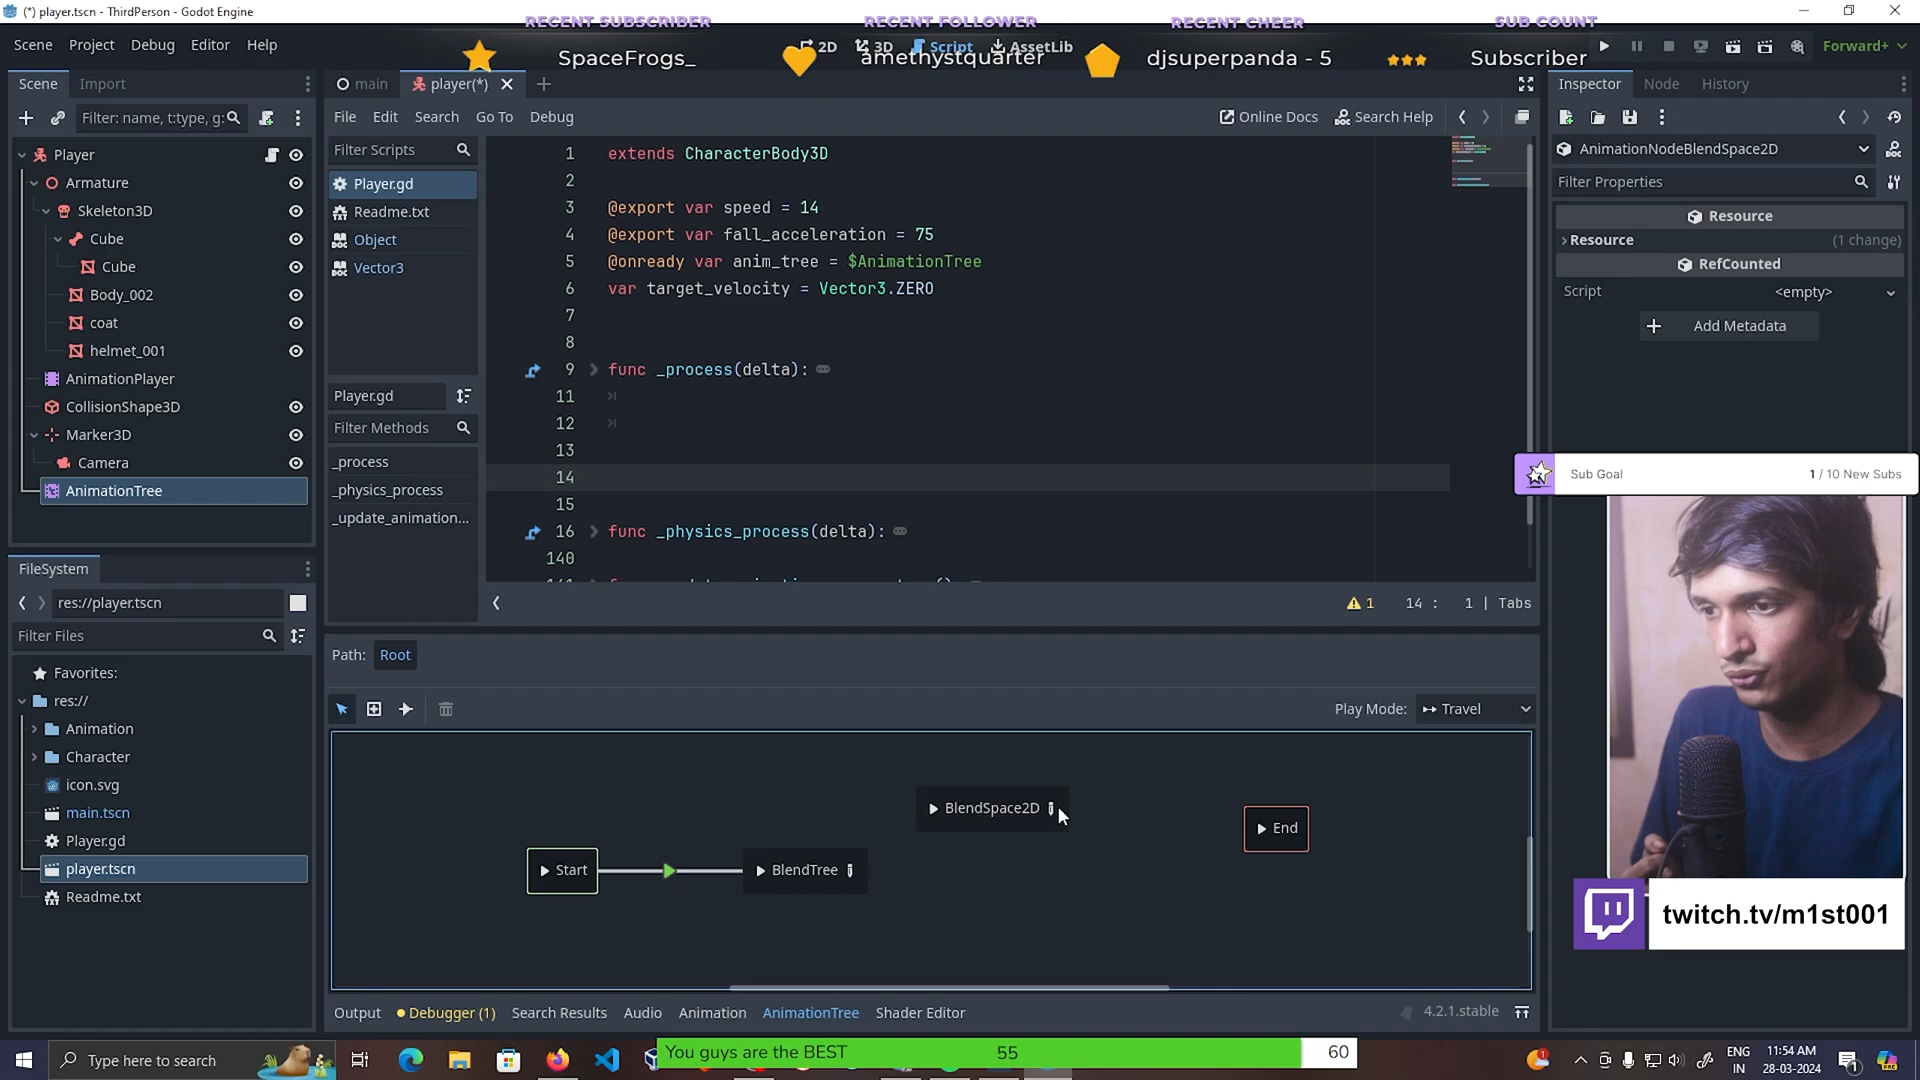 (*) player.tscn - ThirdPerson - Godot Engine
RECENT SUBSCRIBER
RECENT FOLLOWER
RECENT CHEER
SUB COUNT
Scene Project Debug Editor Help
2D 3D Script AssetLib
Forward+
SpaceFrogs_
amethystquarter
djsuperpanda - 5
Subscriber
Scene Import
main player(*)
Inspector Node History
Filter: name, t:type, g:
File Edit Search Go To Debug
Online Docs Search Help
Player
Armature
Skeleton3D
Cube
Cube
Body_002
coat
helmet_001
AnimationPlayer
CollisionShape3D
Marker3D
Camera
AnimationTree
Filter Scripts
Player.gd
Readme.txt
Object
Vector3
Player.gd
Filter Methods
_process
_physics_process
_update_animation...
1 extends CharacterBody3D
2
3 @export var speed = 14
4 @export var fall_acceleration = 75
5 @onready var anim_tree = $AnimationTree
6 var target_velocity = Vector3.ZERO
7
8
9 func _process(delta):
11
12
13
14
15
16 func _physics_process(delta):
140
1 14 : 1 | Tabs
AnimationNodeBlendSpace2D
Filter Properties
Resource
Resource (1 change)
RefCounted
Script <empty>
Add Metadata
Sub Goal 1 / 10 New Subs
FileSystem
res://player.tscn
Filter Files
Favorites:
res://
Animation
Character
icon.svg
main.tscn
Player.gd
player.tscn
Readme.txt
Path: Root
Play Mode: Travel
BlendSpace2D
End
Start
BlendTree
twitch.tv/m1st001
Output Debugger (1) Search Results Audio Animation AnimationTree Shader Editor
4.2.1.stable
Type here to search
You guys are the BEST 55 60
ENG
IN
11:54 AM
28-03-2024